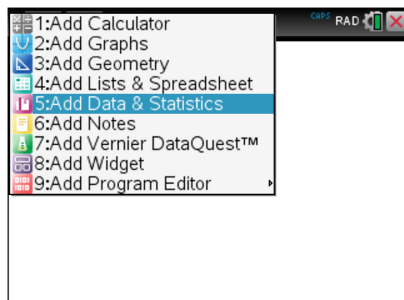 CAPS RAD
1:Add Calculator
2:Add Graphs
3:Add Geometry
4:Add Lists & Spreadsheet
5:Add Data & Statistics
6:Add Notes
7:Add Vernier DataQuest™
8:Add Widget
9:Add Program Editor